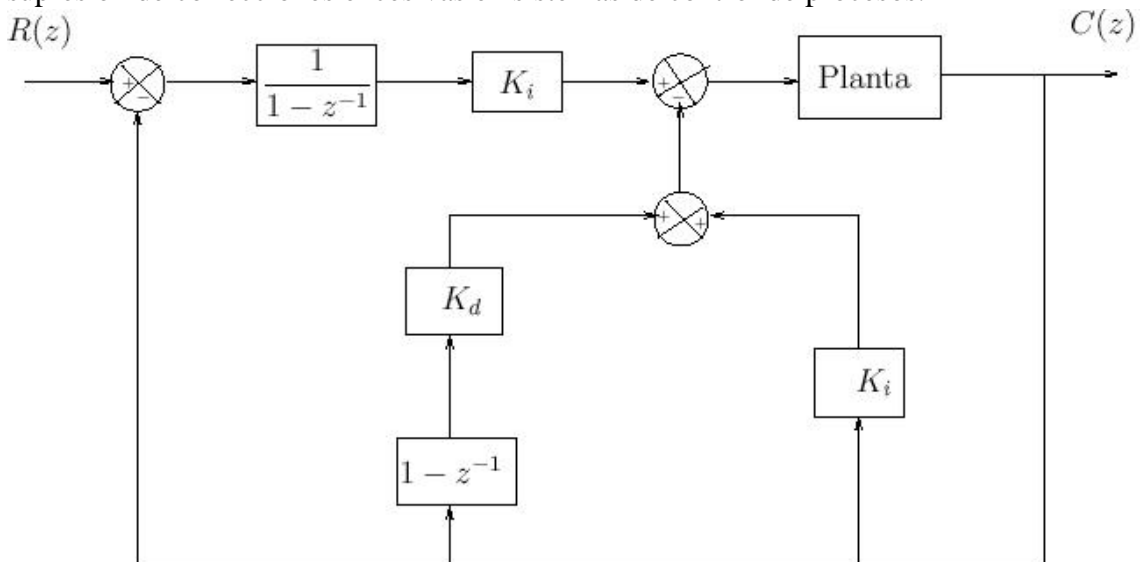 R(z)
C(z)
+
−
1
1 − z⁻¹
K_i
+
−
Planta
+
+
K_d
K_i
1 − z⁻¹